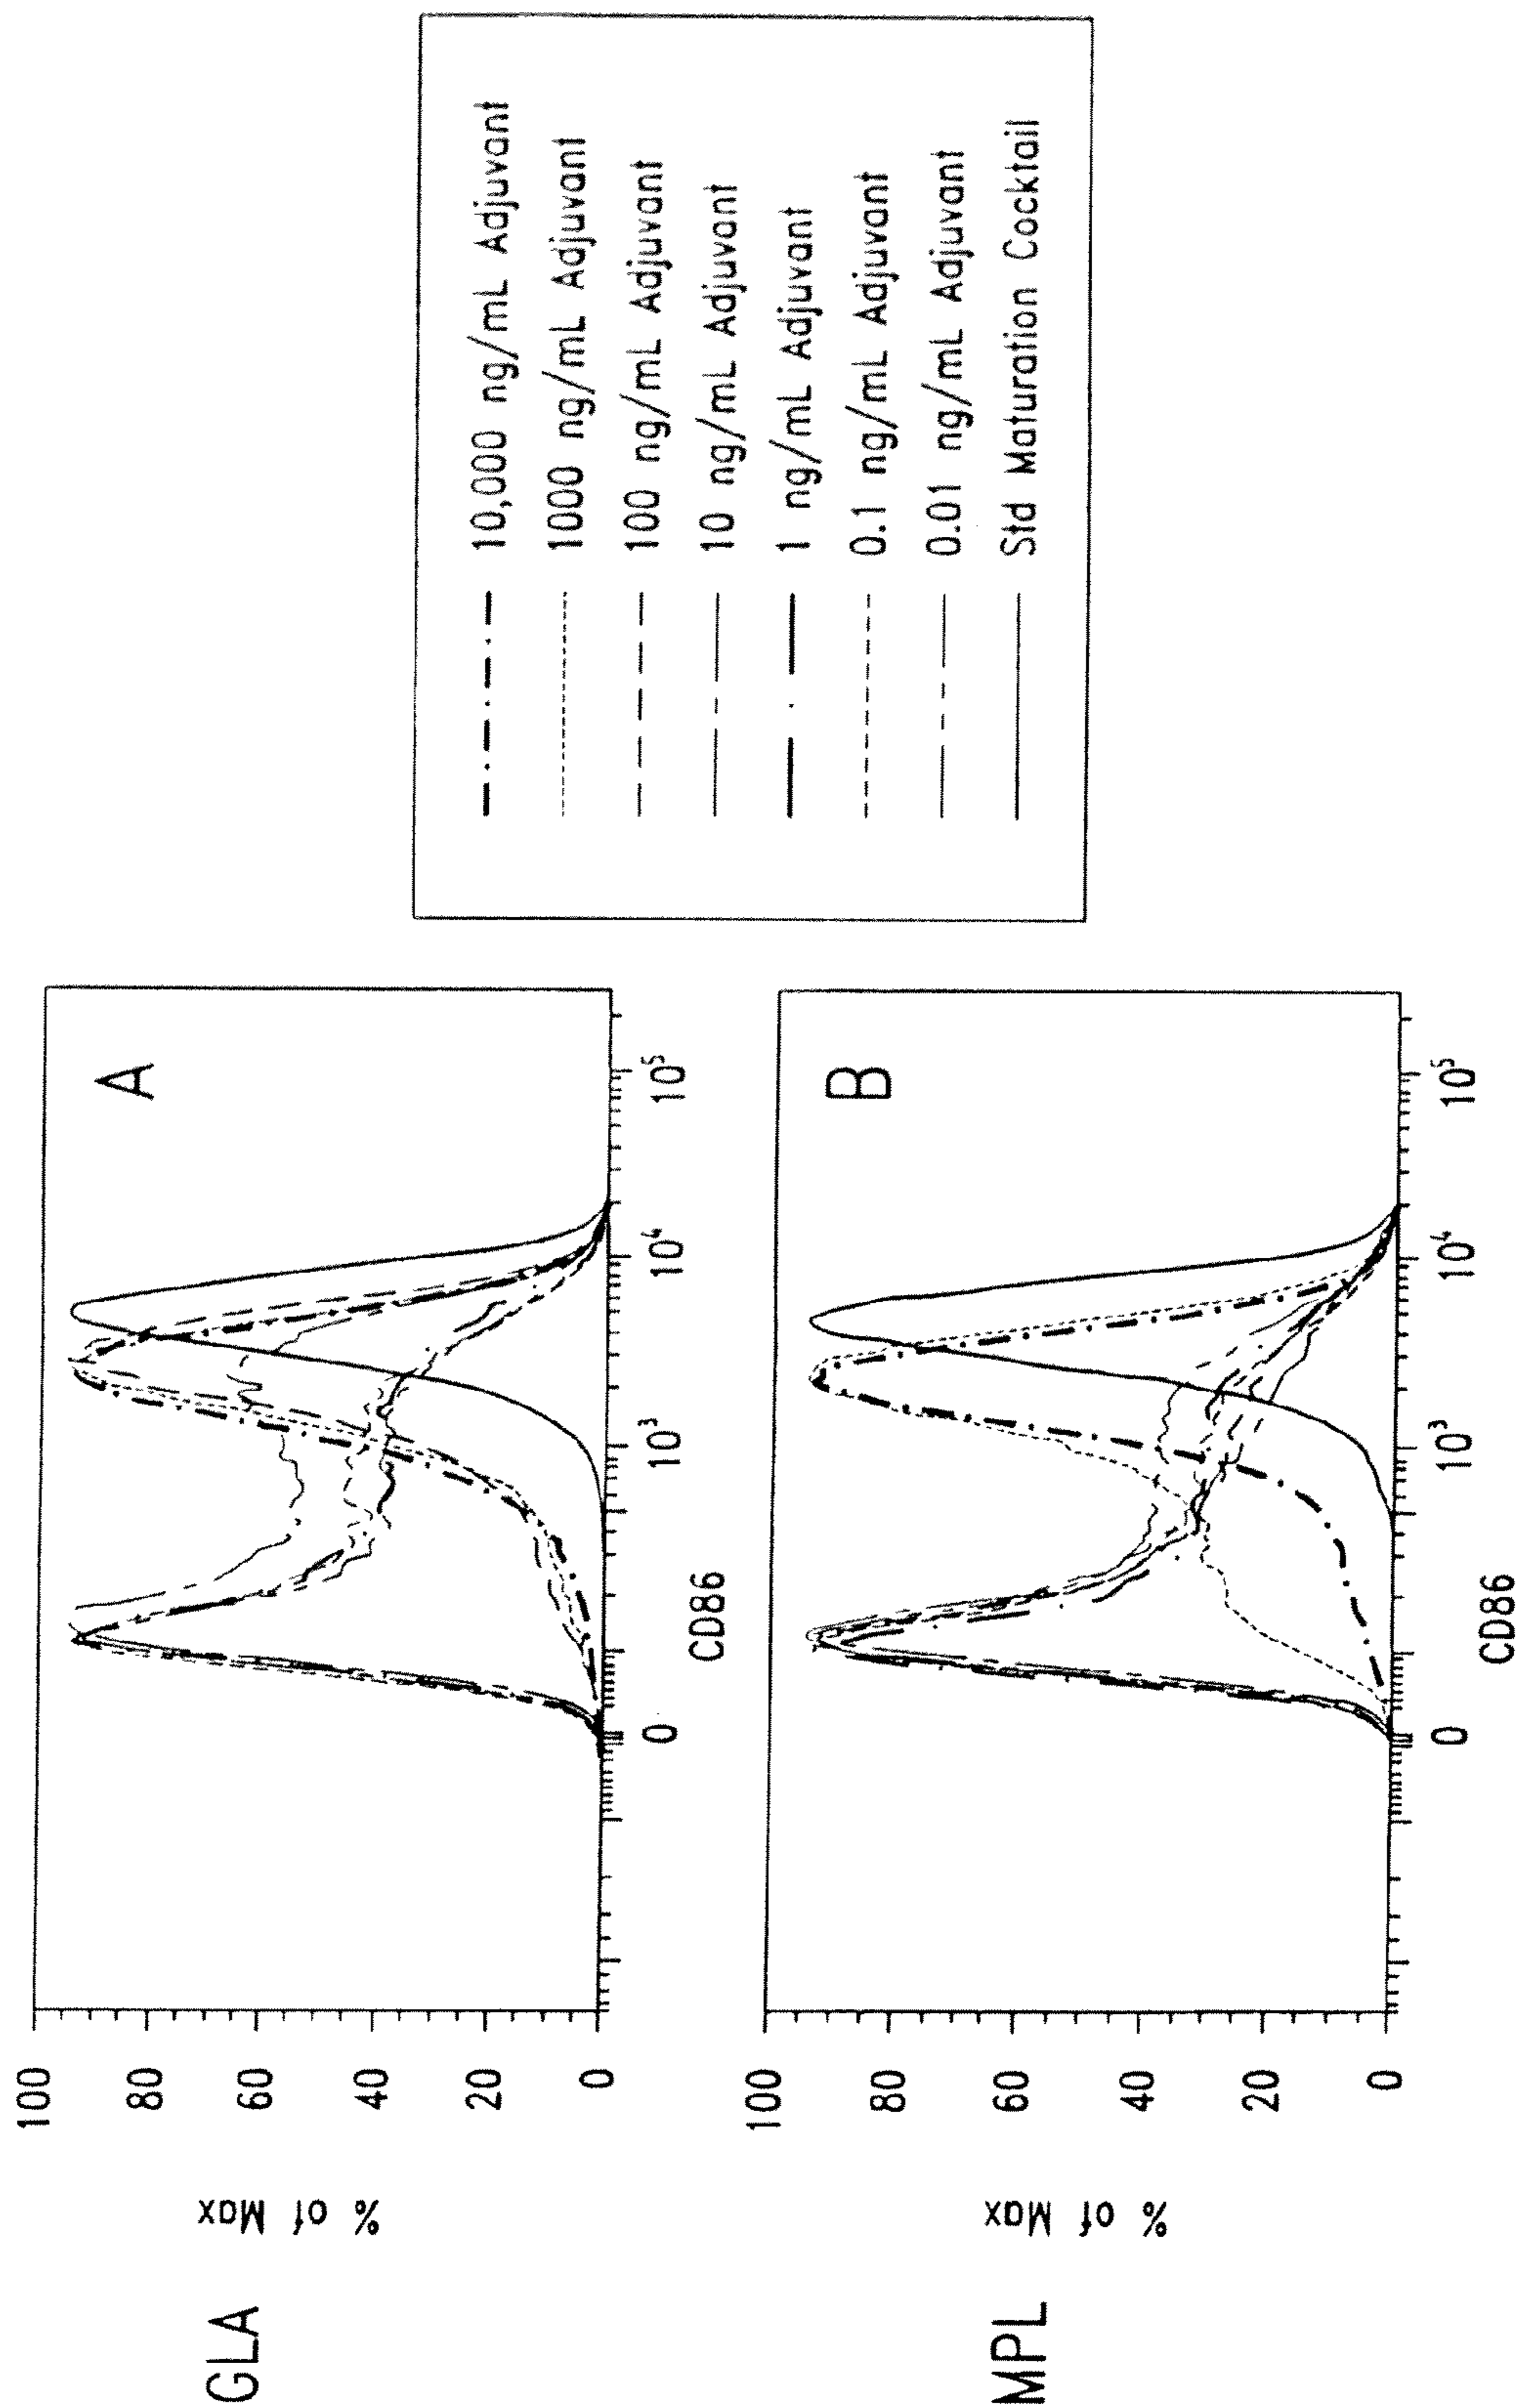 GLA
% of Max
100
80
60
40
20
0
A
0
10³
10⁴
10⁵
CD86
MPL
% of Max
100
80
60
40
20
0
B
0
10³
10⁴
10⁵
CD86
10,000 ng/mL Adjuvant
1000 ng/mL Adjuvant
100 ng/mL Adjuvant
10 ng/mL Adjuvant
1 ng/mL Adjuvant
0.1 ng/mL Adjuvant
0.01 ng/mL Adjuvant
Std Maturation Cocktail